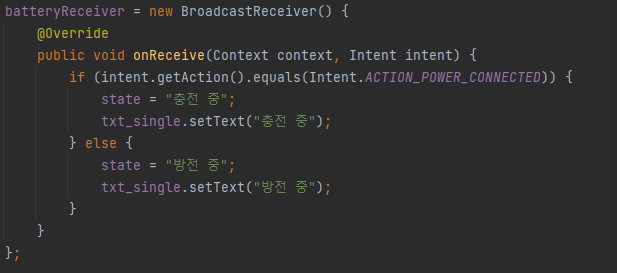 batteryReceiver = new BroadcastReceiver() {
    @Override
    public void onReceive(Context context, Intent intent) {
        if (intent.getAction().equals(Intent.ACTION_POWER_CONNECTED)) {
            state = "충전 중";
            txt_single.setText("충전 중");
        } else {
            state = "방전 중";
            txt_single.setText("방전 중");
        }
    }
};